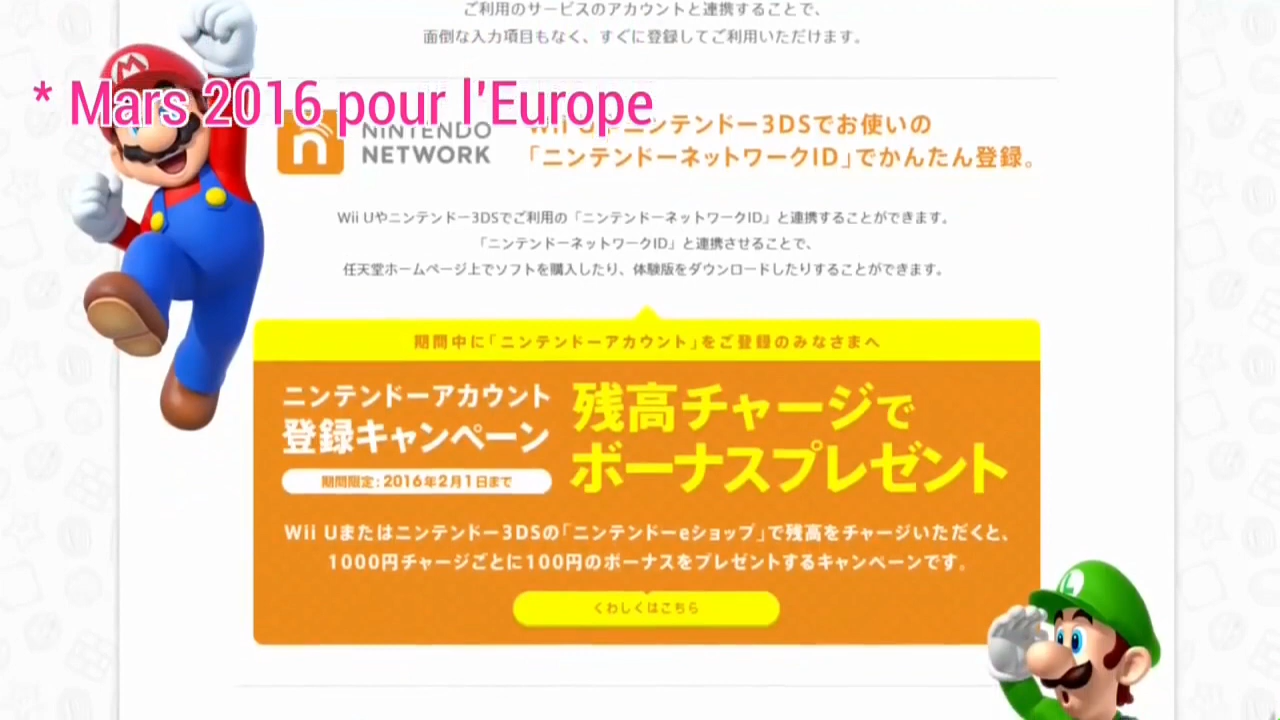 ご利用のサービスのアカウントと連携することで、
面倒な入力項目もなく、すぐに登録してご利用いただけます。
* Mars 2016 pour l'Europe
NINTENDO
NETWORK
Wii Uやニンテンドー3DSでお使いの
「ニンテンドーネットワークID」でかんたん登録。
Wii Uやニンテンドー3DSでご利用の「ニンテンドーネットワークID」と連携することができます。
「ニンテンドーネットワークID」と連携させることで、
任天堂ホームページ上でソフトを購入したり、体験版をダウンロードしたりすることができます。
期間中に「ニンテンドーアカウント」をご登録のみなさまへ
ニンテンドーアカウント
登録キャンペーン
期間限定:2016年2月1日まで
残高チャージで
ボーナスプレゼント
Wii Uまたはニンテンドー3DSの「ニンテンドーeショップ」で残高をチャージいただくと、
1000円チャージごとに100円のボーナスをプレゼントするキャンペーンです。
くわしくはこちら